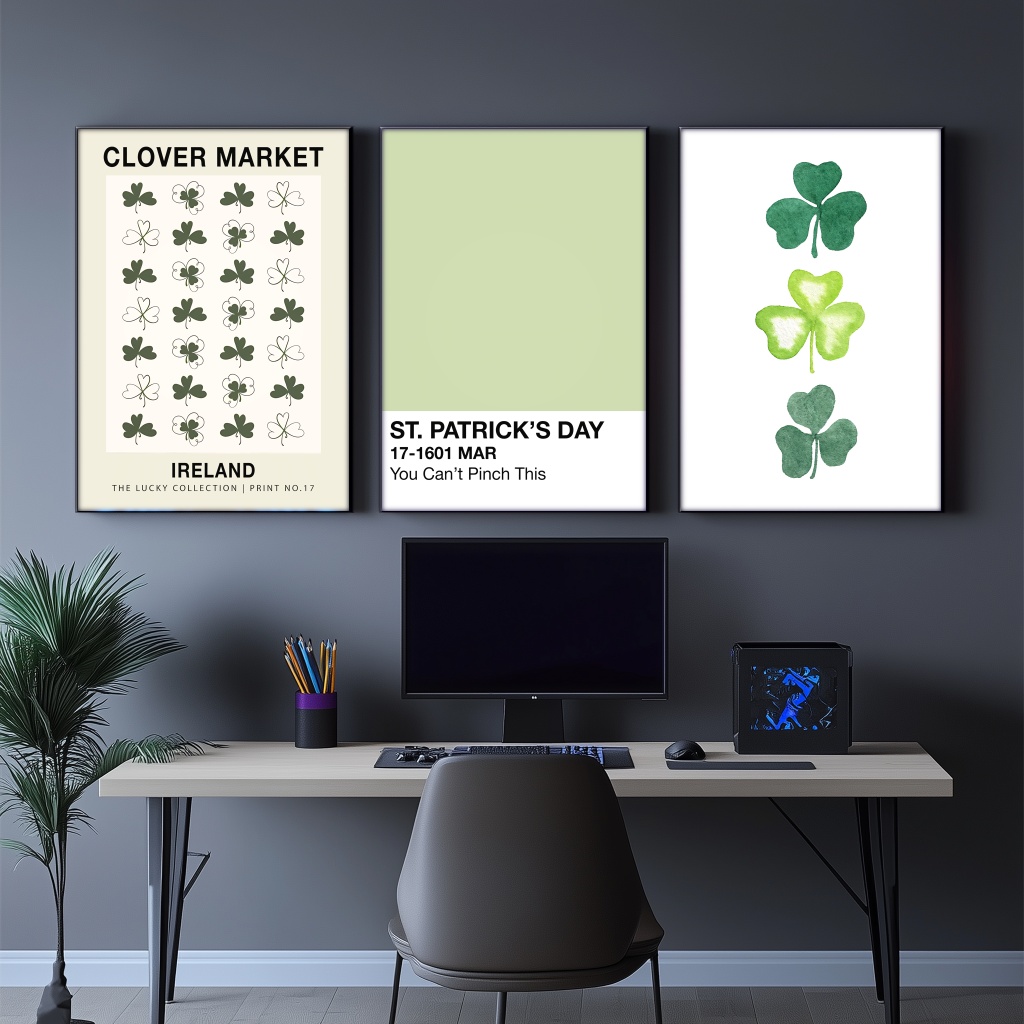 CLOVER MARKET
IRELAND
THE LUCKY COLLECTION | PRINT NO.17
ST. PATRICK'S DAY
17-1601 MAR
You Can't Pinch This